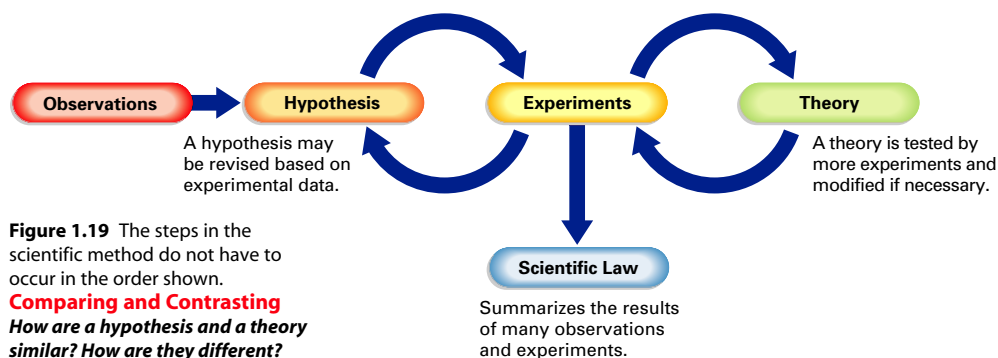 Observations
Hypothesis
Experiments
Theory
A hypothesis may
be revised based on
experimental data.
A theory is tested by
more experiments and
modified if necessary.
Figure 1.19 The steps in the
scientific method do not have to
occur in the order shown.
Comparing and Contrasting
How are a hypothesis and a theory
similar? How are they different?
Scientific Law
Summarizes the results
of many observations
and experiments.